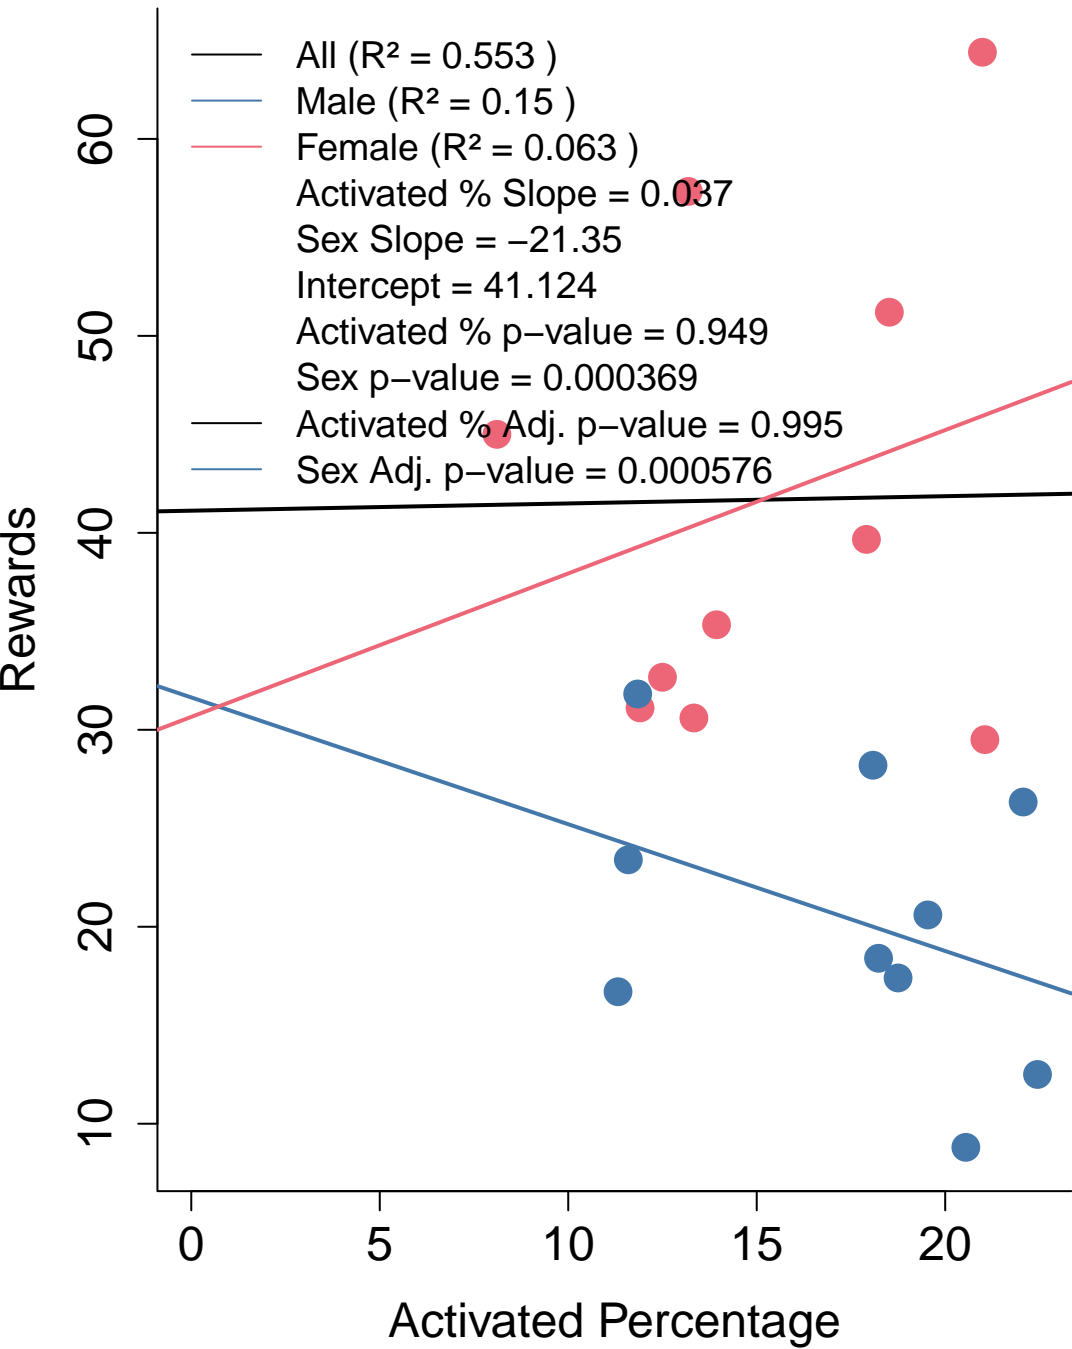 All (R² = 0.553 )
Male (R² = 0.15 )
Female (R² = 0.063 )
Activated % Slope = 0.037
Sex Slope = −21.35
Intercept = 41.124
Activated % p−value = 0.949
Sex p−value = 0.000369
Activated % Adj. p−value = 0.995
Sex Adj. p−value = 0.000576
Rewards
60
50
40
30
20
10
0 5 10 15 20
Activated Percentage